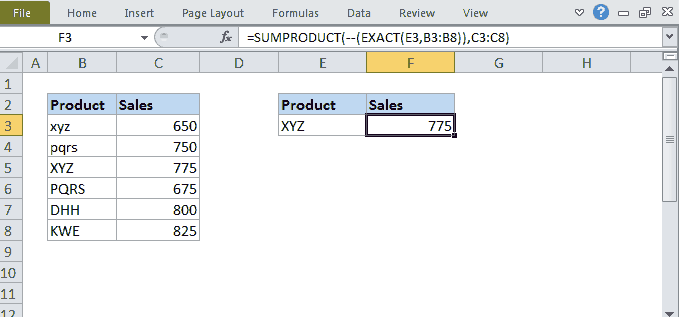 File Home Insert Page Layout Formulas Data Review View
F3 fx =SUMPRODUCT(--(EXACT(E3,B3:B8)),C3:C8)
A B C D E F G H
1
2 Product Sales Product Sales
3 xyz 650 XYZ 775
4 pqrs 750
5 XYZ 775
6 PQRS 675
7 DHH 800
8 KWE 825
9
10
11
12